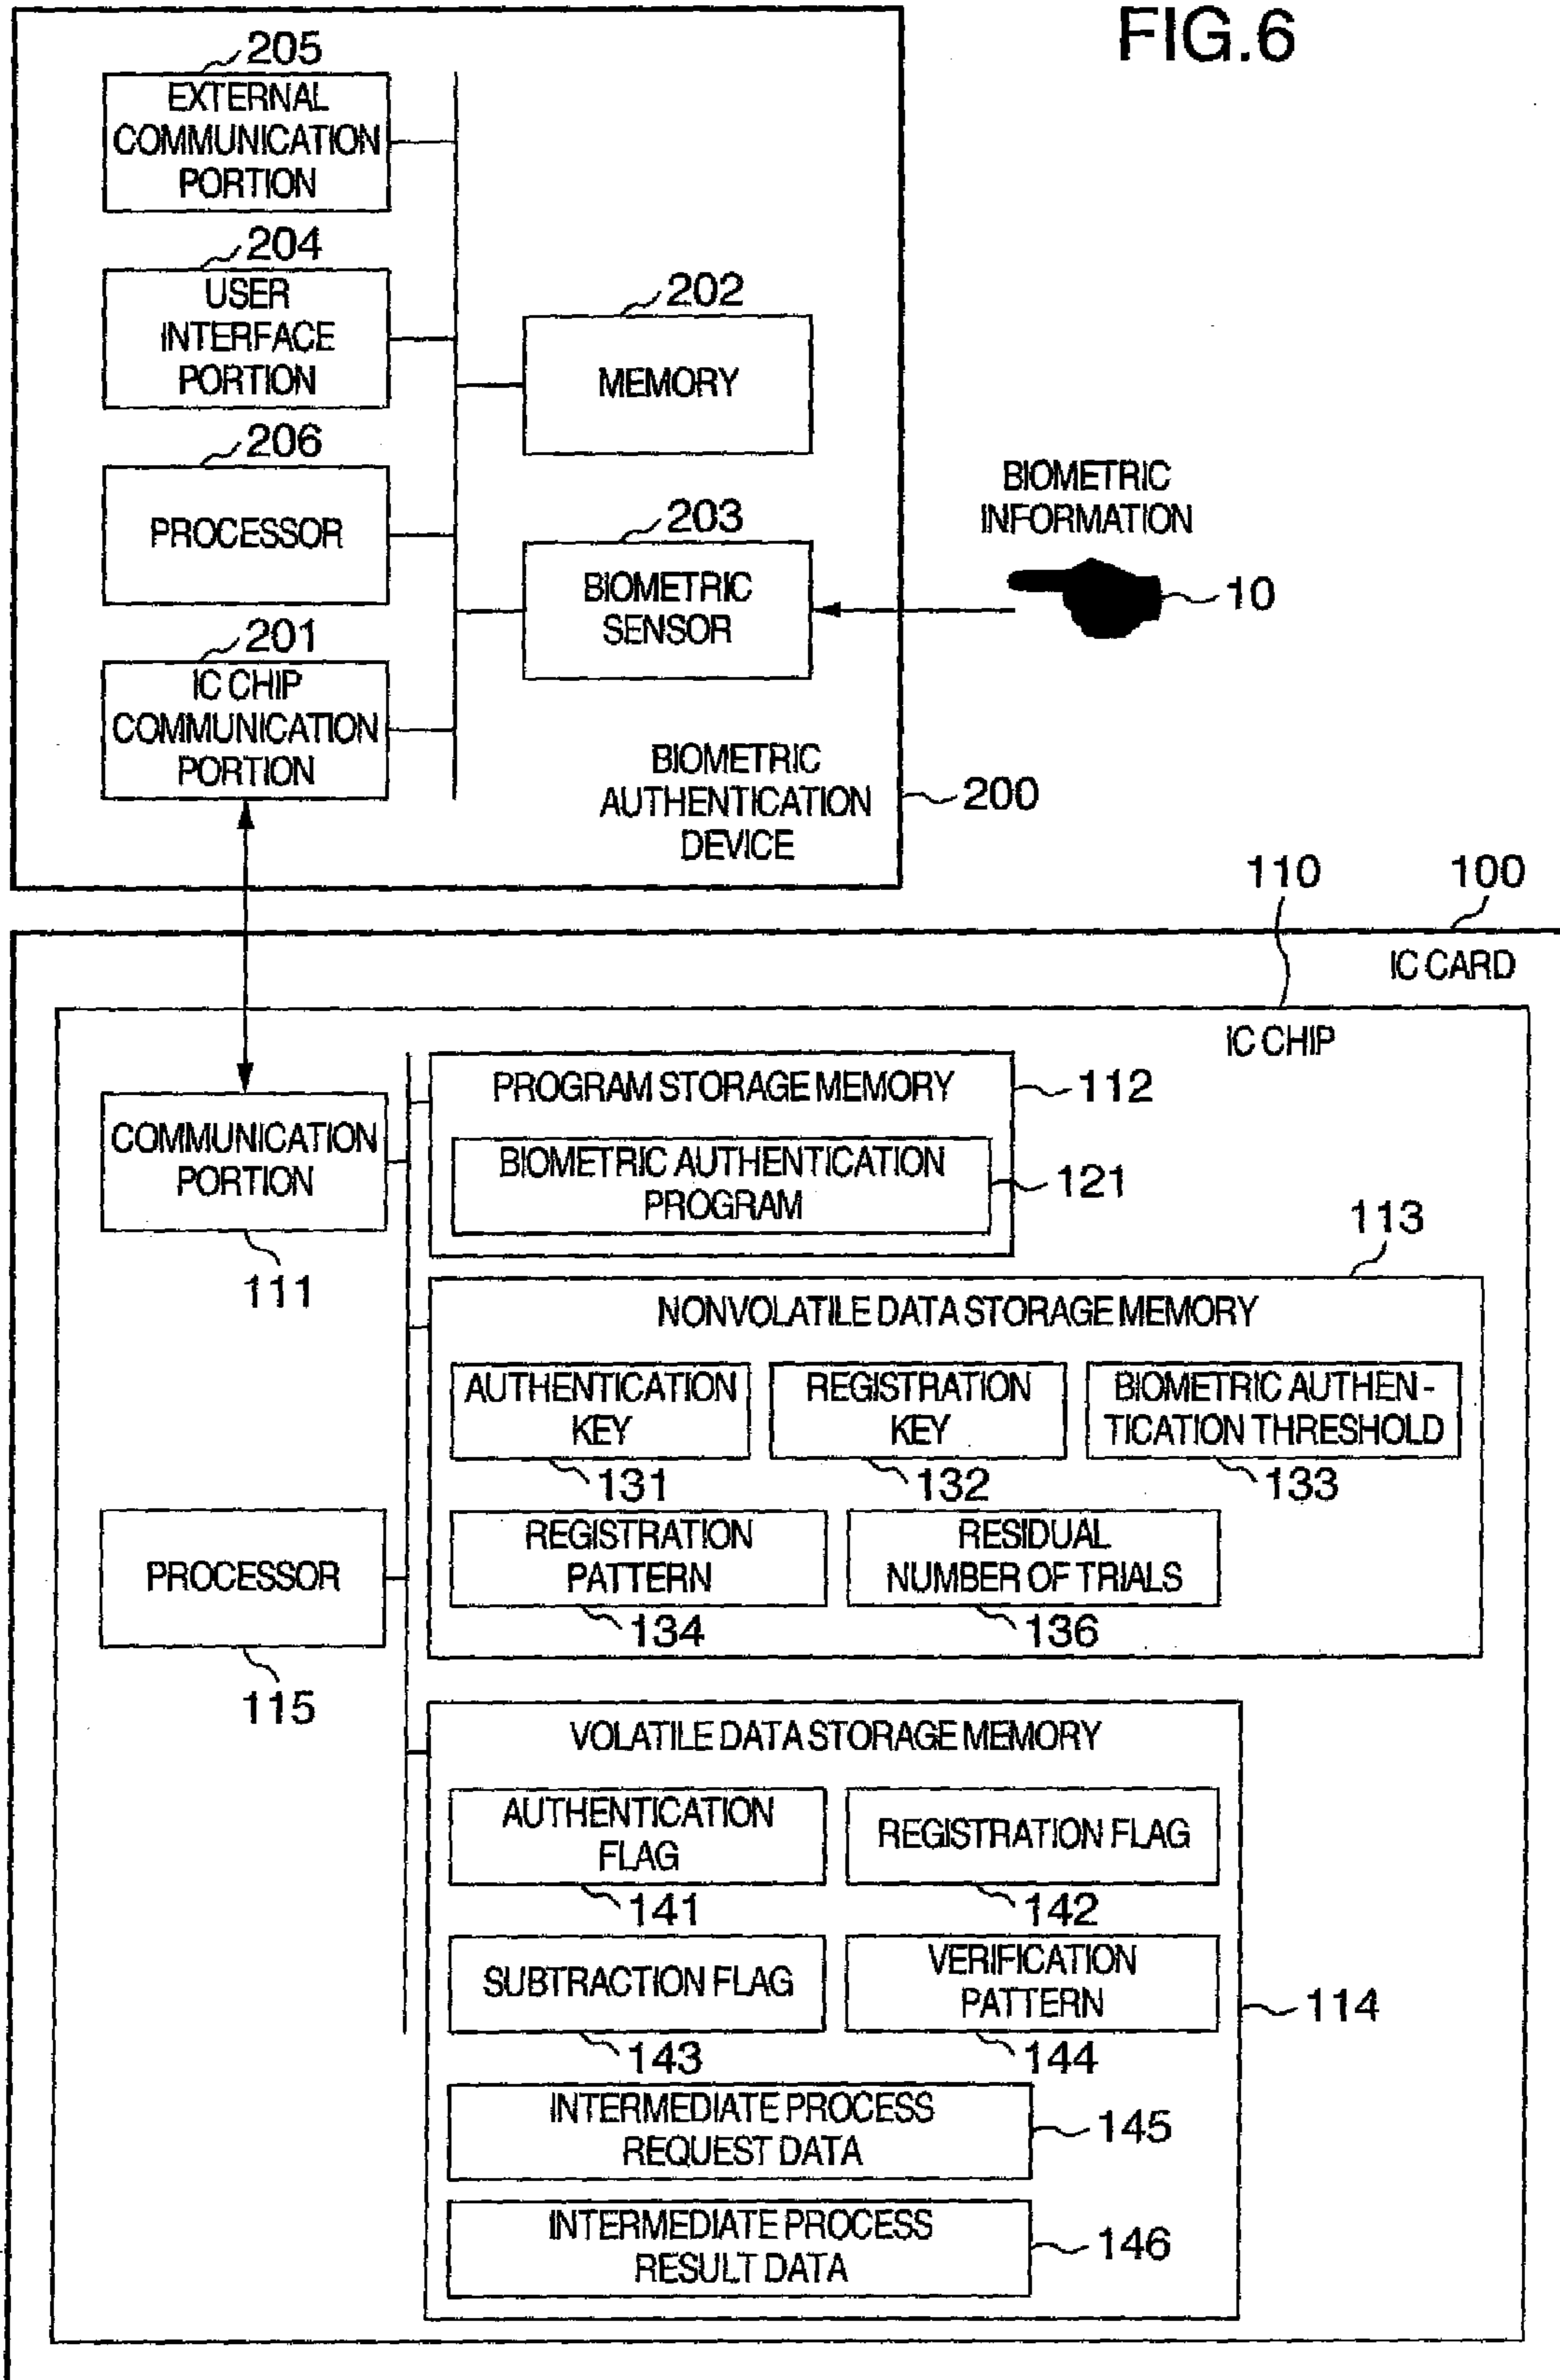 FIG.6
205
EXTERNAL
COMMUNICATION
PORTION
204
USER
INTERFACE
PORTION
202
MEMORY
206
PROCESSOR
203
BIOMETRIC
SENSOR
BIOMETRIC
INFORMATION
10
201
IC CHIP
COMMUNICATION
PORTION
BIOMETRIC
AUTHENTICATION
DEVICE
200
110
100
IC CARD
IC CHIP
COMMUNICATION
PORTION
111
PROGRAM STORAGE MEMORY
112
BIOMETRIC AUTHENTICATION
PROGRAM
121
113
NONVOLATILE DATA STORAGE MEMORY
AUTHENTICATION
KEY
131
REGISTRATION
KEY
132
BIOMETRIC AUTHEN-
TICATION THRESHOLD
133
REGISTRATION
PATTERN
134
RESIDUAL
NUMBER OF TRIALS
136
PROCESSOR
115
VOLATILE DATA STORAGE MEMORY
AUTHENTICATION
FLAG
141
REGISTRATION FLAG
142
SUBTRACTION FLAG
143
VERIFICATION
PATTERN
144
114
INTERMEDIATE PROCESS
REQUEST DATA
145
INTERMEDIATE PROCESS
RESULT DATA
146